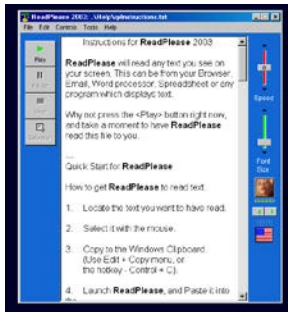 ReadPlease 2003: ..\Help\rpInstructions.txt
File Edit Controls Tools Help
Play
Instructions for ReadPlease 2003
ReadPlease will read any text you see on
your screen. This can be from your Browser,
Email, Word processor, Spreadsheet or any
program which displays text.
Why not press the <Play> button right now,
and take a moment to have ReadPlease
read this file to you.
---
Quick Start for ReadPlease
How to get ReadPlease to read text:
1. Locate the text you want to have read.
2. Select it with the mouse.
3. Copy to the Windows Clipboard.
(Use Edit + Copy menu, or
the hotkey - Control + C).
4. Launch ReadPlease, and Paste it into
the
Speed
Font
Size